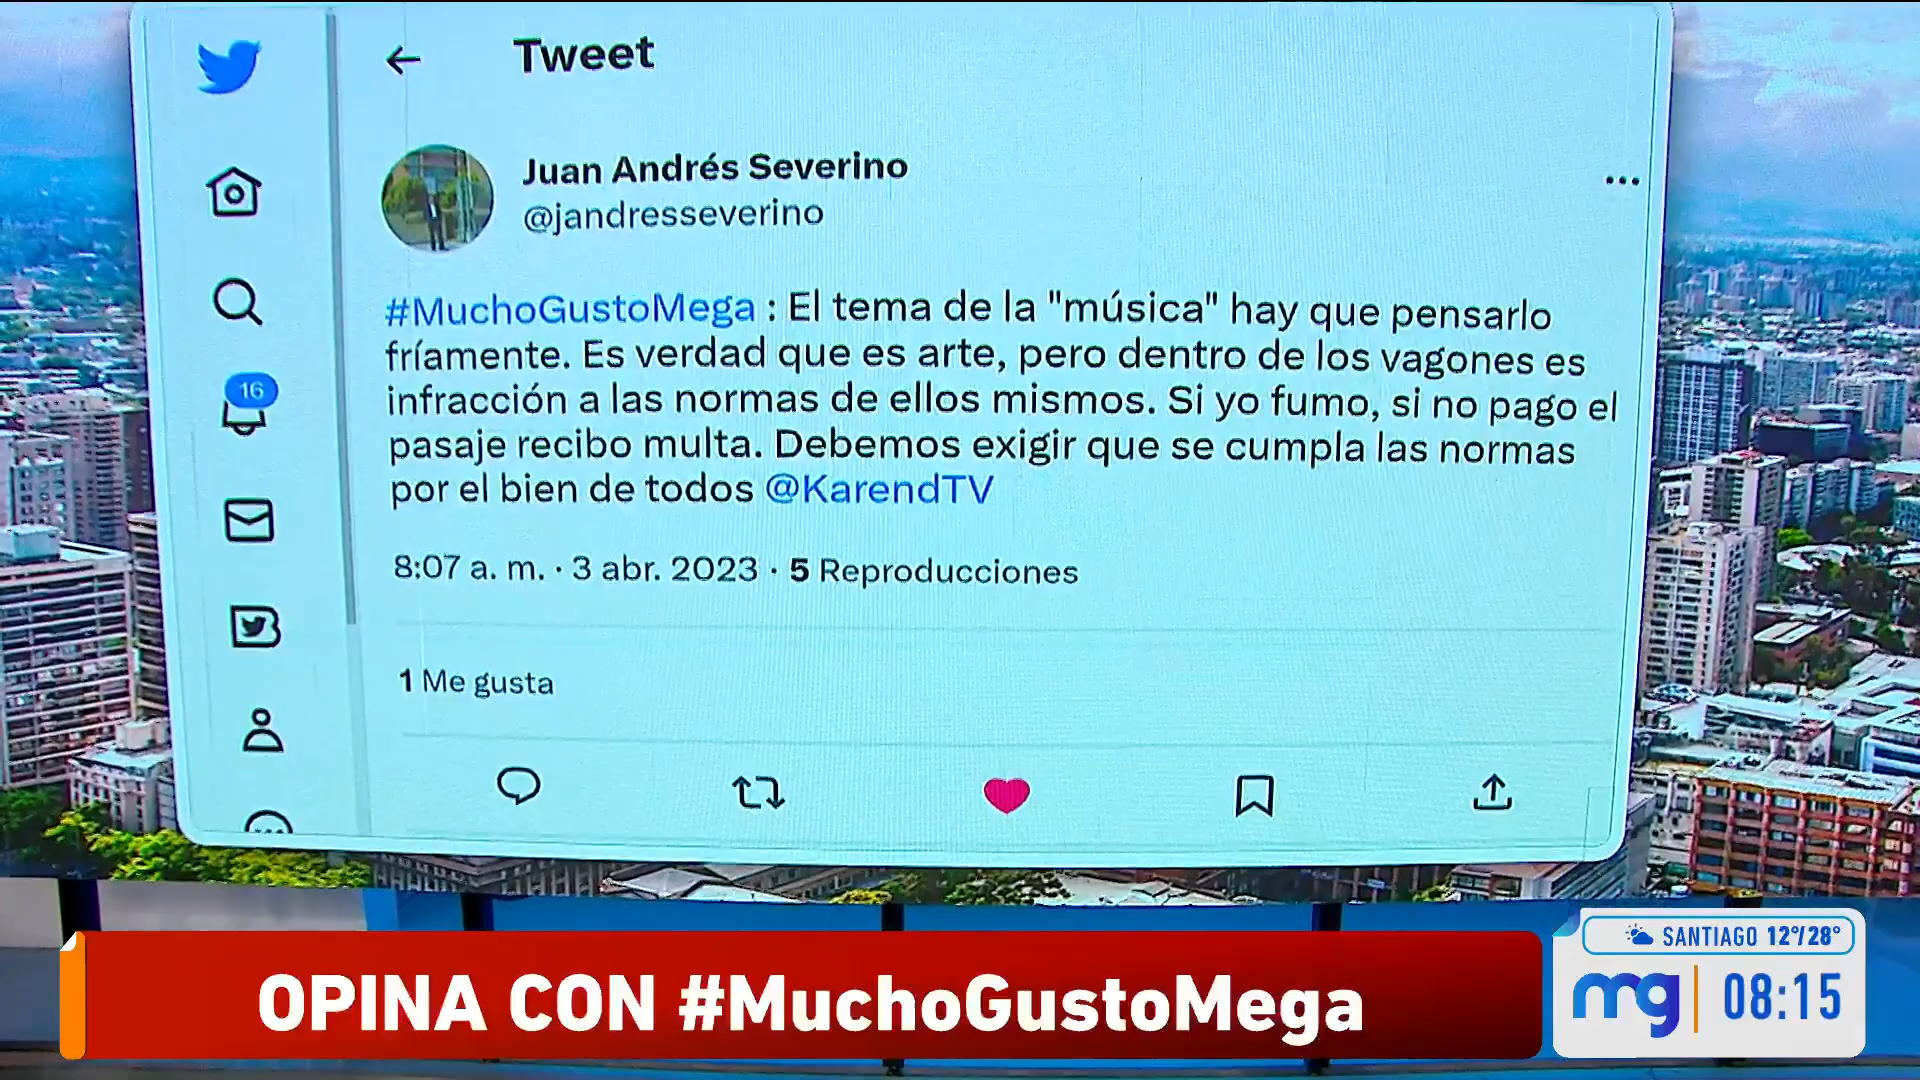 Tweet
Juan Andrés Severino
@jandresseverino
16
#MuchoGustoMega : El tema de la "música" hay que pensarlo
fríamente. Es verdad que es arte, pero dentro de los vagones es
infracción a las normas de ellos mismos. Si yo fumo, si no pago el
pasaje recibo multa. Debemos exigir que se cumpla las normas
por el bien de todos @KarendTV
8:07 a. m. · 3 abr. 2023 · 5 Reproducciones
1 Me gusta
OPINA CON #MuchoGustoMega
SANTIAGO 12°/28°
mg 08:15